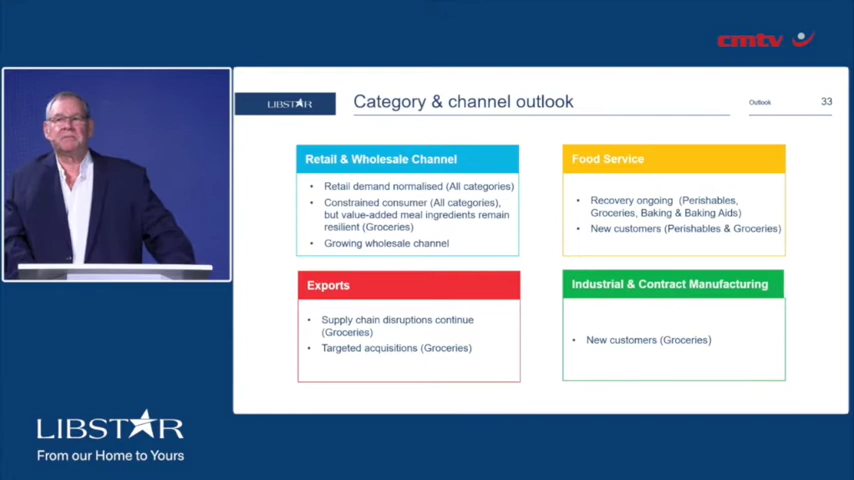 cmtv
LIBSTAR
Category & channel outlook
Outlook
33
Retail & Wholesale Channel
• Retail demand normalised (All categories)
• Constrained consumer (All categories),
but value-added meal ingredients remain
resilient (Groceries)
• Growing wholesale channel
Food Service
• Recovery ongoing (Perishables,
Groceries, Baking & Baking Aids)
• New customers (Perishables & Groceries)
Exports
• Supply chain disruptions continue
(Groceries)
• Targeted acquisitions (Groceries)
Industrial & Contract Manufacturing
• New customers (Groceries)
LIBSTAR
From our Home to Yours